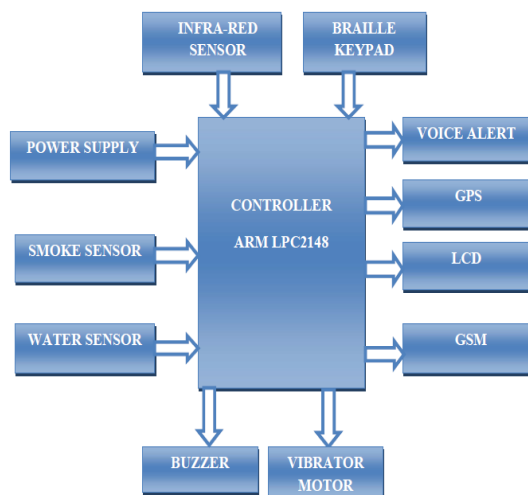 INFRA-RED
SENSOR
BRAILLE
KEYPAD
POWER SUPPLY
SMOKE SENSOR
WATER SENSOR
CONTROLLER
ARM LPC2148
VOICE ALERT
GPS
LCD
GSM
BUZZER
VIBRATOR
MOTOR